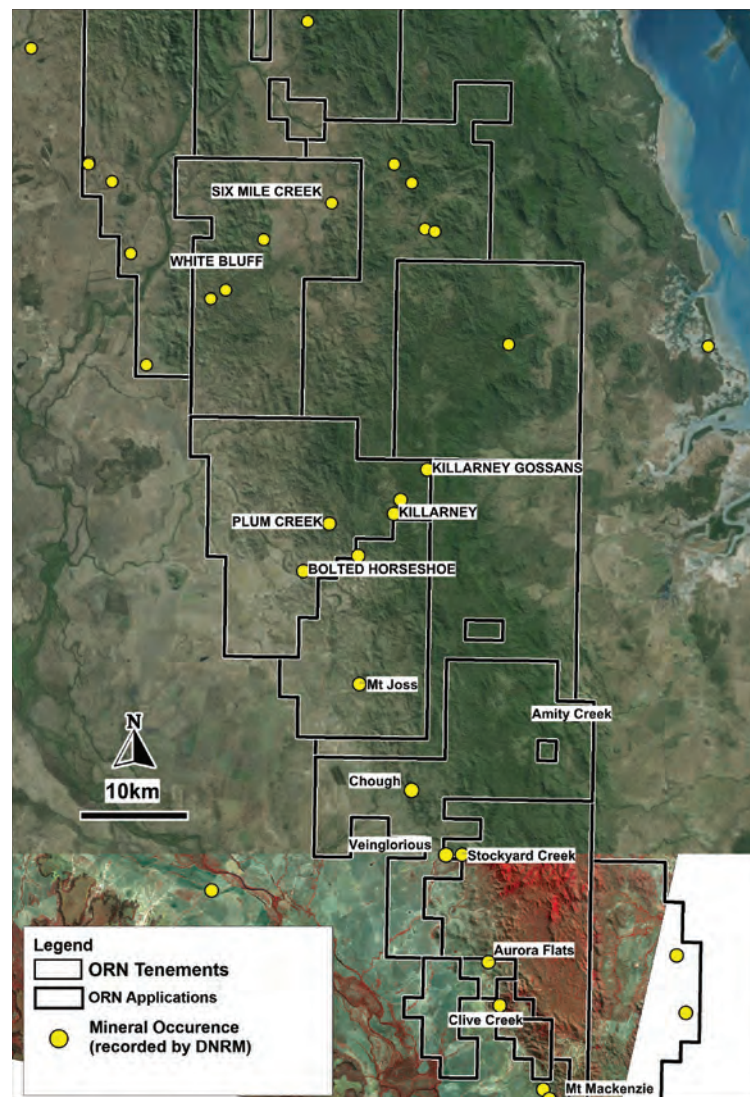 SIX MILE CREEK
WHITE BLUFF
KILLARNEY GOSSANS
KILLARNEY
PLUM CREEK
BOLTED HORSESHOE
Mt Joss
Amity Creek
N
10km
Chough
Veinglorious
Stockyard Creek
Aurora Flats
Clive Creek
Mt Mackenzie
Legend
ORN Tenements
ORN Applications
Mineral Occurence
(recorded by DNRM)